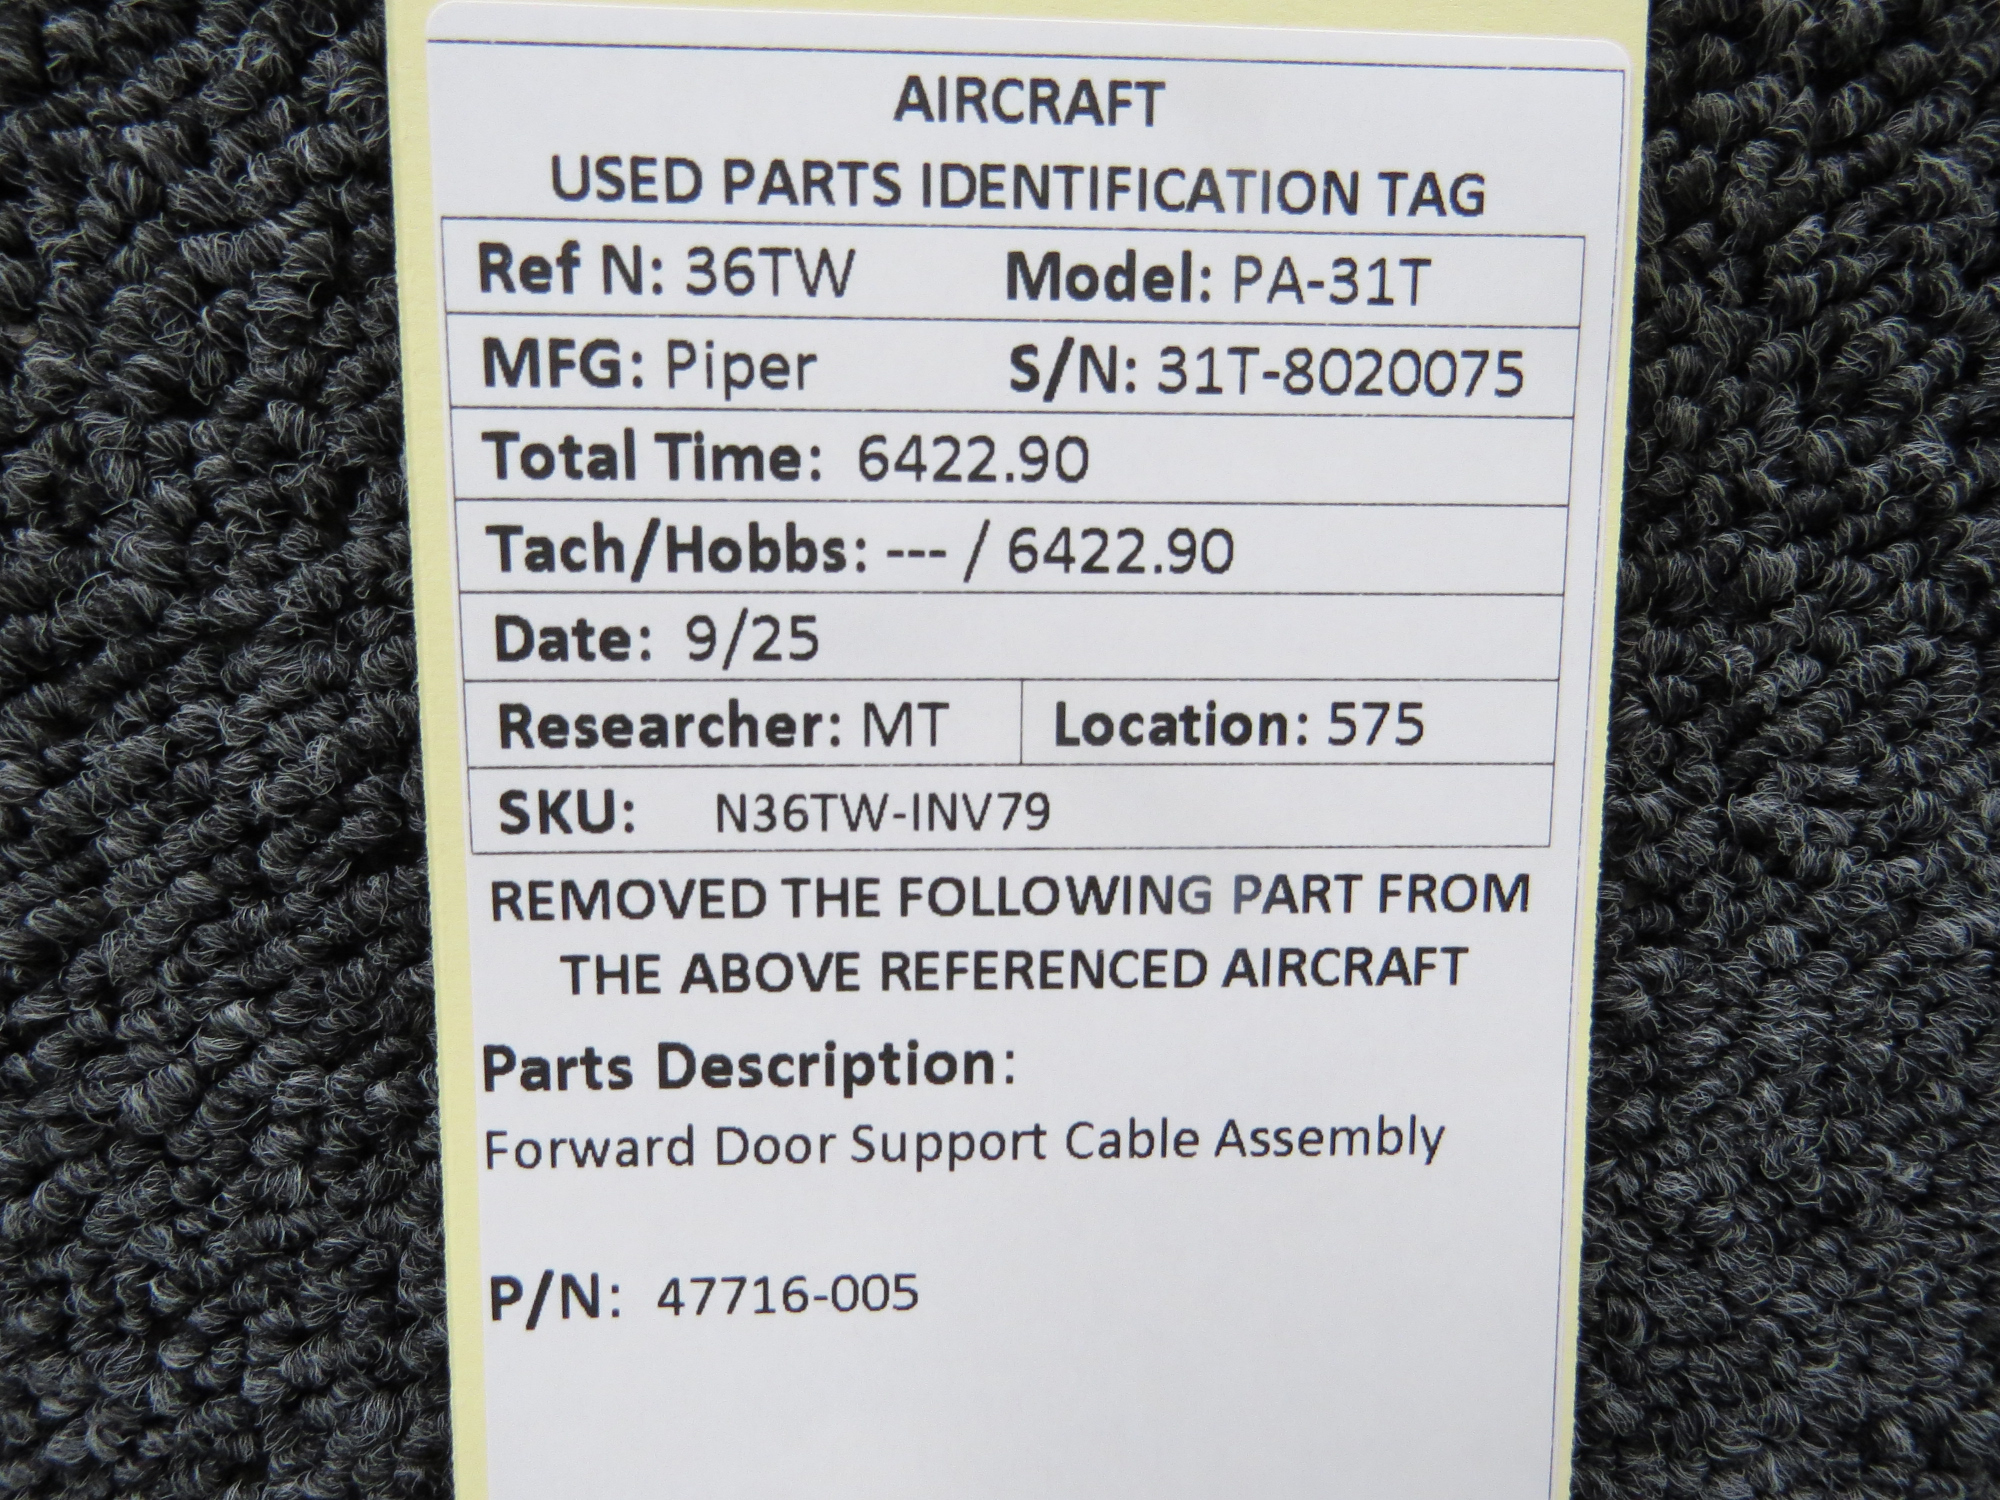 AIRCRAFT
USED PARTS IDENTIFICATION TAG
Ref N: 36TW Model: PA-31T
MFG: Piper S/N: 31T-8020075
Total Time: 6422.90
Tach/Hobbs: --- / 6422.90
Date: 9/25
Researcher: MT Location: 575
SKU: N36TW-INV79
REMOVED THE FOLLOWING PART FROM
THE ABOVE REFERENCED AIRCRAFT
Parts Description:
Forward Door Support Cable Assembly
P/N: 47716-005